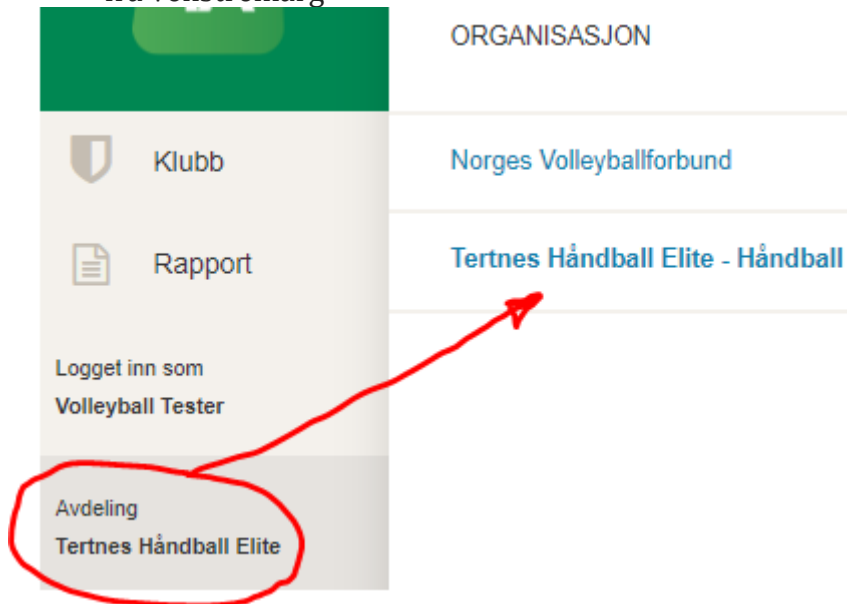 ORGANISASJON
Klubb
Norges Volleyballforbund
Rapport
Tertnes Håndball Elite - Håndball
Logget inn som
Volleyball Tester
Avdeling
Tertnes Håndball Elite